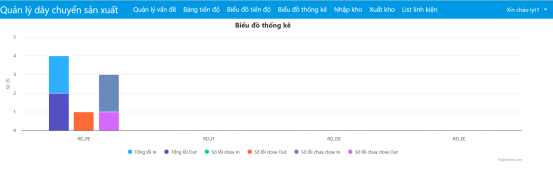 Quản lý dây chuyển sản xuất Quản lý vấn đề Bảng tiến độ Biểu đồ tiến độ Biểu đồ thống kê Nhập kho Xuất kho List linh kiện Xin chào lyt1
Biểu đồ thống kê
5
4
3
2
1
0
Số lỗi
RD_PE RD_IT RD_DE RD_EE
Tổng lỗi In Tổng lỗi Out Số lỗi close In Số lỗi close Out Số lỗi chưa close In Số lỗi chưa close Out
Highcharts.com